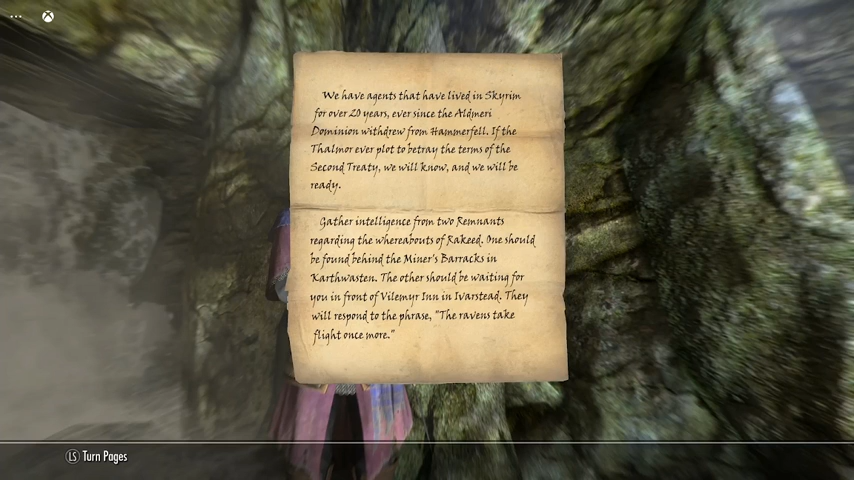 We have agents that have lived in Skyrim
for over 20 years, ever since the Aldmeri
Dominion withdrew from Hammerfell. If the
Thalmor ever plot to betray the terms of the
Second Treaty, we will know, and we will be
ready.
Gather intelligence from two Remnants
regarding the whereabouts of Rakeed. One should
be found behind the Miner's Barracks in
Karthwasten. The other should be waiting for
you in front of Vilemyr Inn in Ivarstead. They
will respond to the phrase, "The ravens take
flight once more."
LS Turn Pages